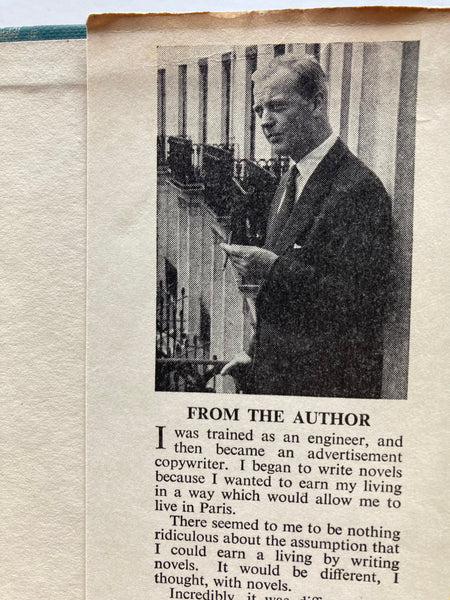 FROM THE AUTHOR
I was trained as an engineer, and
then became an advertisement
copywriter. I began to write novels
because I wanted to earn my living
in a way which would allow me to
live in Paris.
There seemed to me to be nothing
ridiculous about the assumption that
I could earn a living by writing
novels. It would be different, I
thought, with novels.
Incredibly, it was